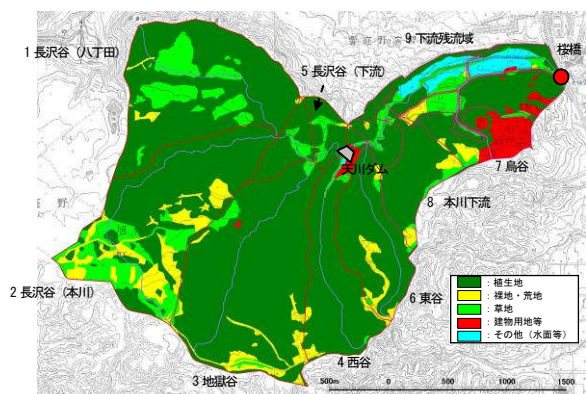 9 下流残流域
桜橋
1 長沢谷（八丁田）
5 長沢谷（下流）
天川ダム
7 烏谷
8 本川下流
2 長沢谷（本川）
6 東谷
4 西谷
3 地獄谷
：植生地
：裸地・荒地
：草地
：建物用地等
：その他（水面等）
500m 0 500 1000 1500